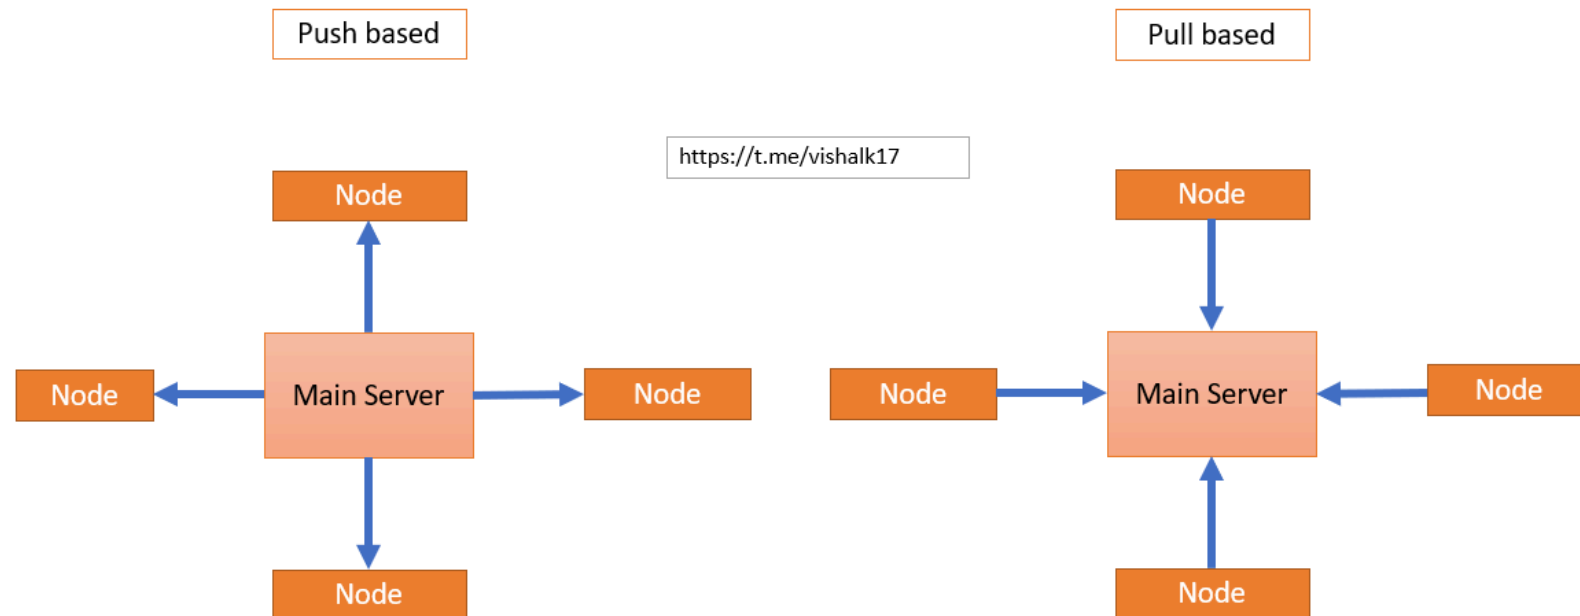 Push based
Pull based
https://t.me/vishalk17
Node
Node
Node
Main Server
Node
Node
Main Server
Node
Node
Node